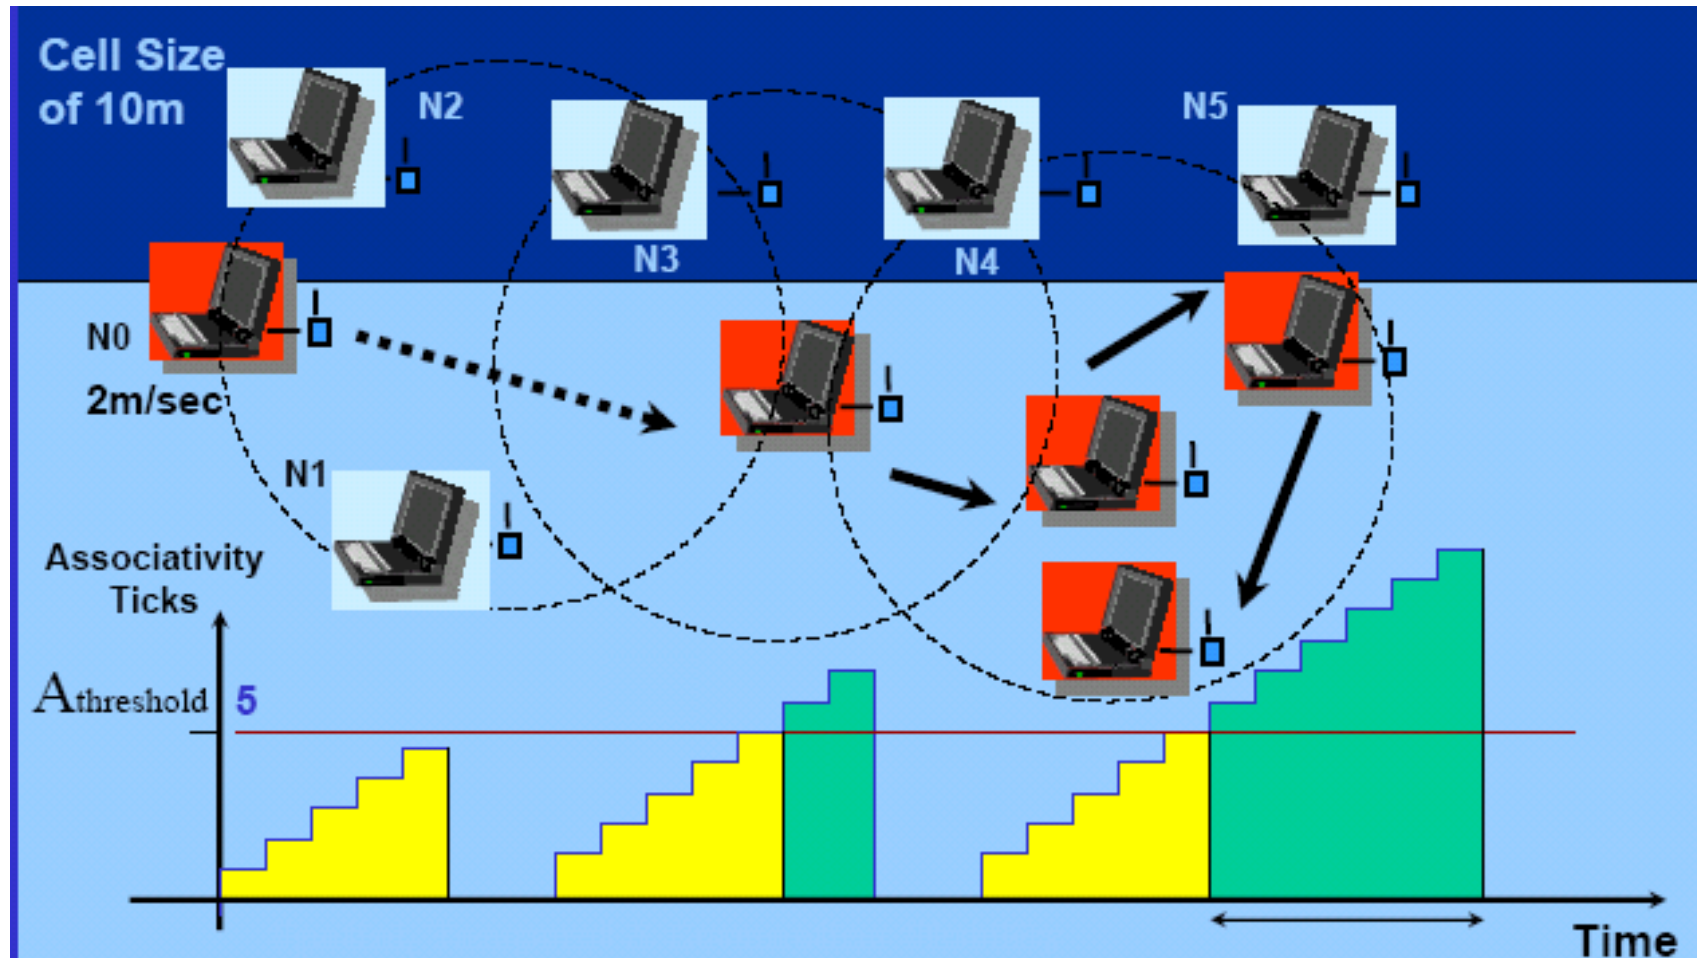 Cell Size
of 10m
N2
N5
N3
N4
N0
2m/sec
N1
Associativity
Ticks
Athreshold 5
Time